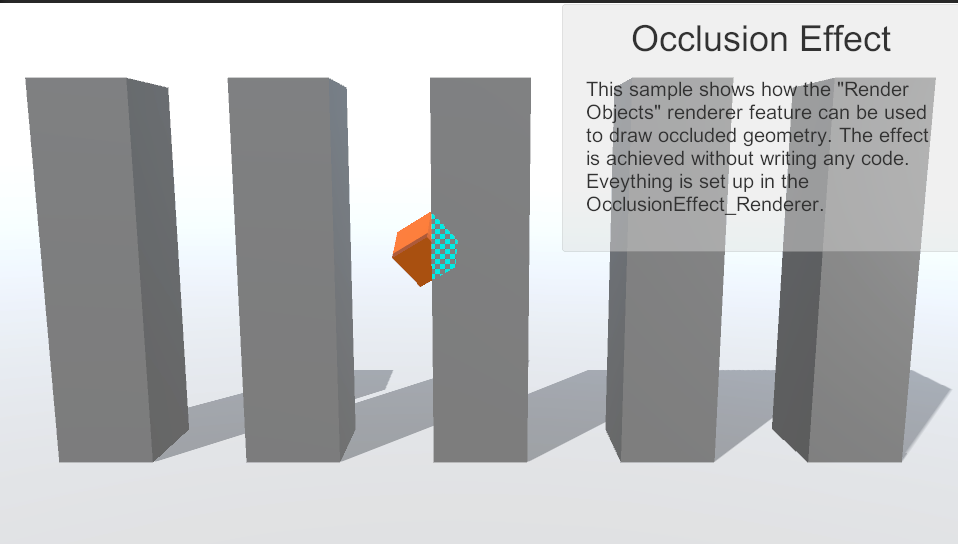 Occlusion Effect
This sample shows how the "Render
Objects" renderer feature can be used
to draw occluded geometry. The effect
is achieved without writing any code.
Eveything is set up in the
OcclusionEffect_Renderer.